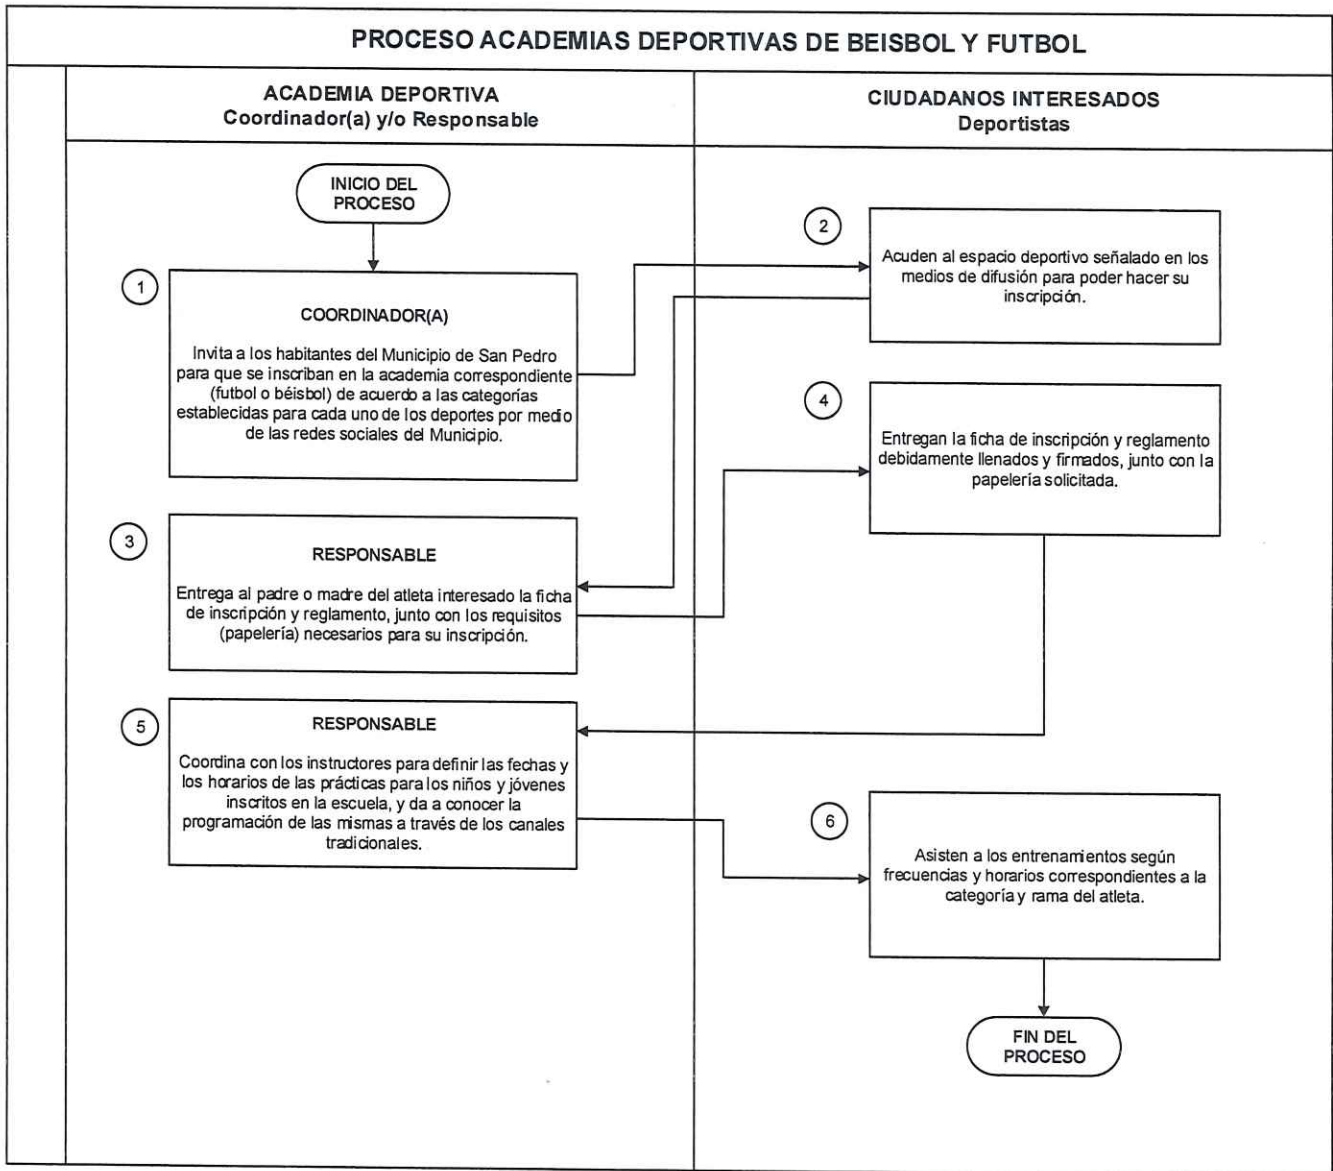 PROCESO ACADEMIAS DEPORTIVAS DE BEISBOL Y FUTBOL
ACADEMIA DEPORTIVA
Coordinador(a) y/o Responsable
CIUDADANOS INTERESADOS
Deportistas
INICIO DEL
PROCESO
1
COORDINADOR(A)
Invita a los habitantes del Municipio de San Pedro
para que se inscriban en la academia correspondiente
(futbol o béisbol) de acuerdo a las categorías
establecidas para cada uno de los deportes por medio
de las redes sociales del Municipio.
2
Acuden al espacio deportivo señalado en los
medios de difusión para poder hacer su
inscripción.
3
RESPONSABLE
Entrega al padre o madre del atleta interesado la ficha
de inscripción y reglamento, junto con los requisitos
(papelería) necesarios para su inscripción.
4
Entregan la ficha de inscripción y reglamento
debidamente llenados y firmados, junto con la
papelería solicitada.
5
RESPONSABLE
Coordina con los instructores para definir las fechas y
los horarios de las prácticas para los niños y jóvenes
inscritos en la escuela, y da a conocer la
programación de las mismas a través de los canales
tradicionales.
6
Asisten a los entrenamientos según
frecuencias y horarios correspondientes a la
categoría y rama del atleta.
FIN DEL
PROCESO